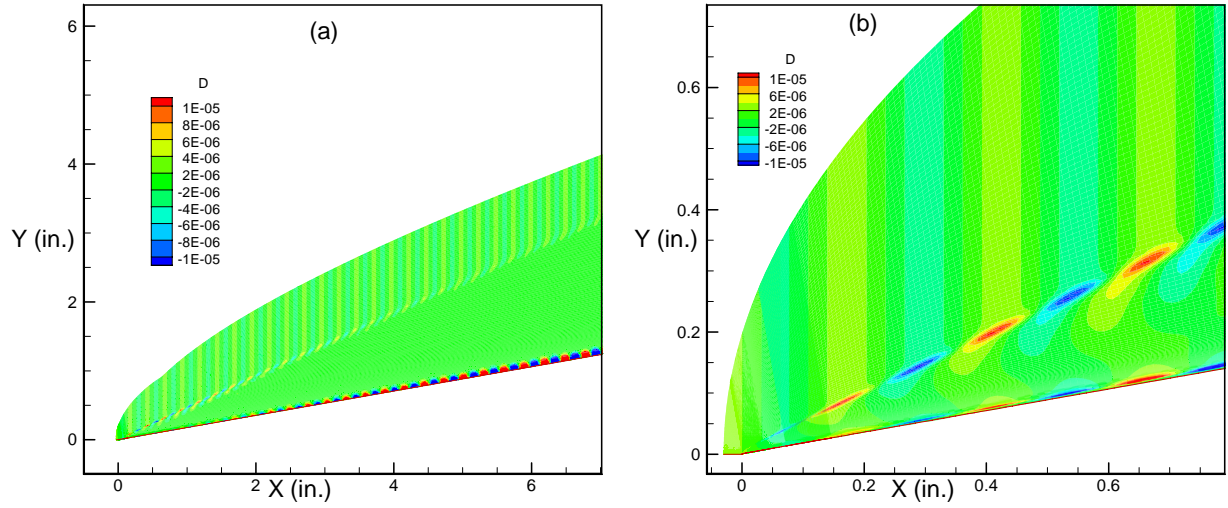 (a)
6
D
1E-05
8E-06
6E-06
4E-06
2E-06
-2E-06
-4E-06
-6E-06
-8E-06
-1E-05
4
Y (in.)
2
0
0 2 4 6
X (in.)
(b)
D
1E-05
6E-06
2E-06
-2E-06
-6E-06
-1E-05
0.6
0.4
Y (in.)
0.2
0
0 0.2 0.4 0.6
X (in.)